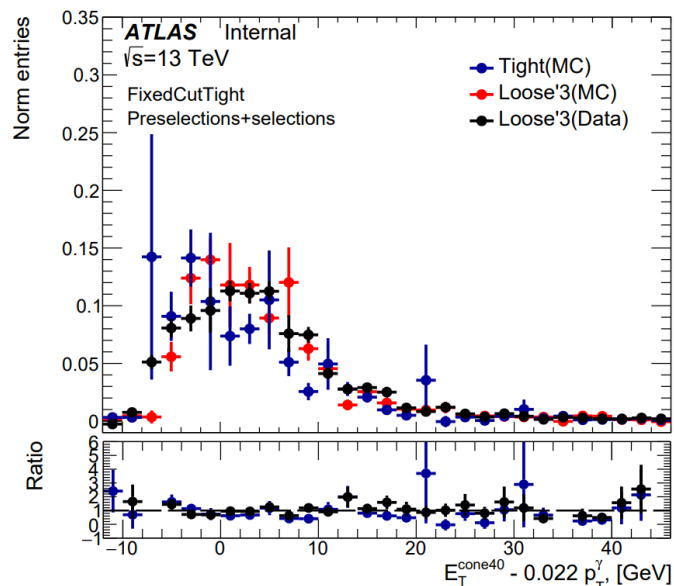 ATLAS Internal
√s=13 TeV
FixedCutTight
Preselections+selections
Tight(MC)
Loose'3(MC)
Loose'3(Data)
Norm entries
0.35
0.3
0.25
0.2
0.15
0.1
0.05
0
Ratio
6
5
4
3
2
1
0
−1
−10 0 10 20 30 40
E_T^cone40 - 0.022 p_T^γ, [GeV]